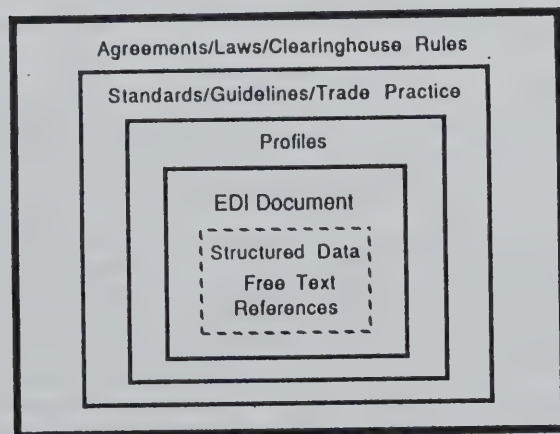 Agreements/Laws/Clearinghouse Rules
Standards/Guidelines/Trade Practice
Profiles
EDI Document
Structured Data
Free Text
References